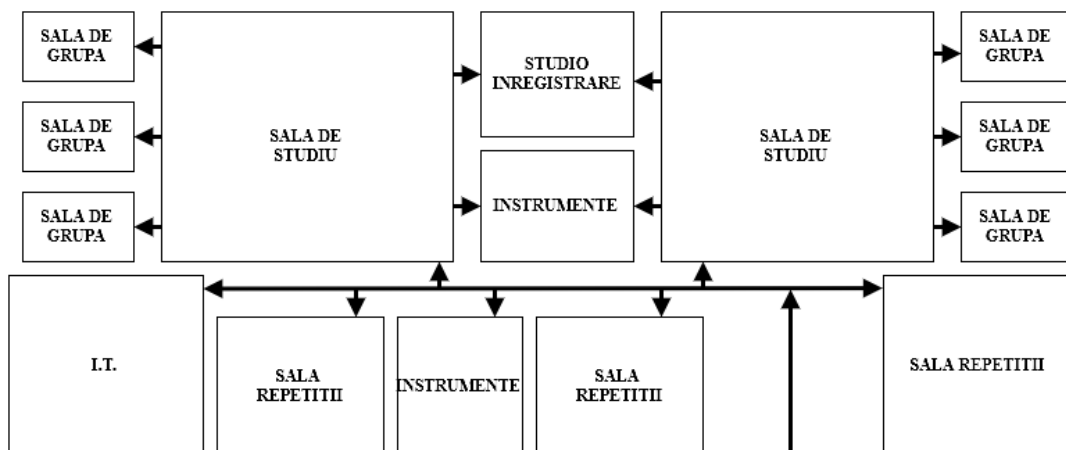 SALA DE
GRUPA
SALA DE
GRUPA
SALA DE
GRUPA
SALA DE
STUDIU
STUDIO
INREGISTRARE
INSTRUMENTE
SALA DE
STUDIU
SALA DE
GRUPA
SALA DE
GRUPA
SALA DE
GRUPA
I.T.
SALA
REPETITII
INSTRUMENTE
SALA
REPETITII
SALA REPETITII